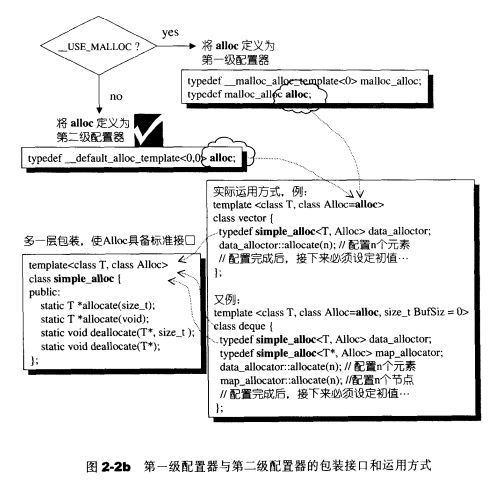 __USE_MALLOC ?
yes
将 alloc 定义为
第一级配置器
typedef __malloc_alloc_template<0> malloc_alloc;
typedef malloc_alloc alloc;
no
将 alloc 定义为
第二级配置器
typedef __default_alloc_template<0,0> alloc;
实际运用方式，例：
template <class T, class Alloc=alloc>
class vector {
typedef simple_alloc<T, Alloc> data_alloctor;
data_alloctor::allocate(n); // 配置n个元素
// 配置完成后，接下来必须设定初值…
多一层包装，使Alloc具备标准接口
template<class T, class Alloc>
class simple_alloc {
public:
static T *allocate(size_t);
static T *allocate(void);
static void deallocate(T*, size_t );
static void deallocate(T*);
};
又例：
template <class T, class Alloc=alloc, size_t BufSiz = 0>
class deque {
typedef simple_alloc<T, Alloc> data_alloctor;
typedef simple_alloc<T*, Alloc> map_allocator;
data_allocator::allocate(n); // 配置n个元素
map_allocator::allocate(n); //配置n个节点
// 配置完成后，接下来必须设定初值…
};
图 2-2b 第一级配置器与第二级配置器的包装接口和运用方式